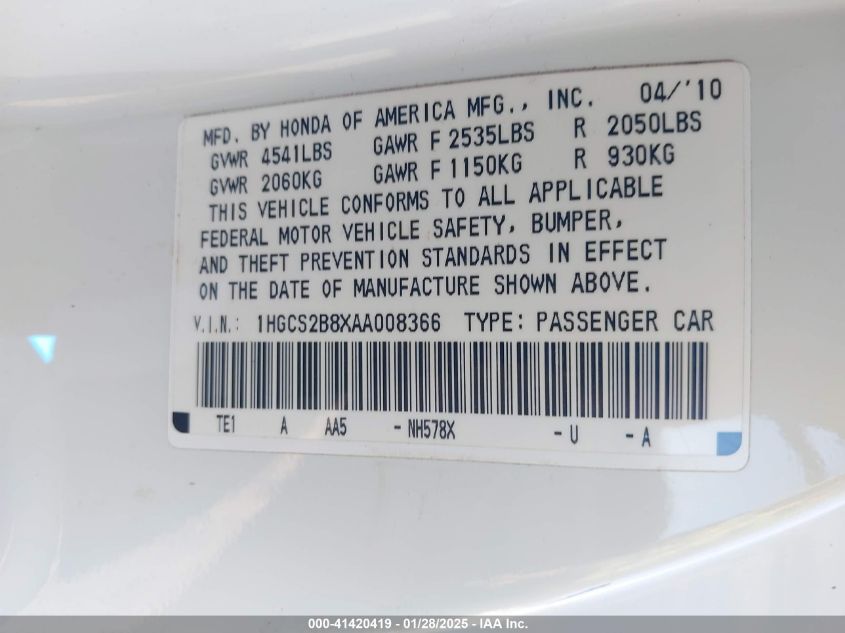 MFD. BY HONDA OF AMERICA MFG., INC. 04/'10
GVWR 4541LBS GAWR F 2535LBS R 2050LBS
GVWR 2060KG GAWR F 1150KG R 930KG
THIS VEHICLE CONFORMS TO ALL APPLICABLE
FEDERAL MOTOR VEHICLE SAFETY, BUMPER,
AND THEFT PREVENTION STANDARDS IN EFFECT
ON THE DATE OF MANUFACTURE SHOWN ABOVE.
V.I.N.: 1HGCS2B8XAA008366 TYPE: PASSENGER CAR
TE1 A AA5 - NH578X - U - A
000-41420419 - 01/28/2025 - IAA Inc.